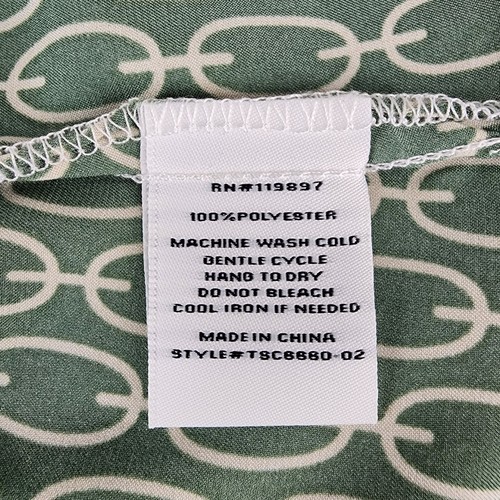 RN#119897
100%POLYESTER
MACHINE WASH COLD
GENTLE CYCLE
HANG TO DRY
DO NOT BLEACH
COOL IRON IF NEEDED
MADE IN CHINA
STYLE#TSC6660-02